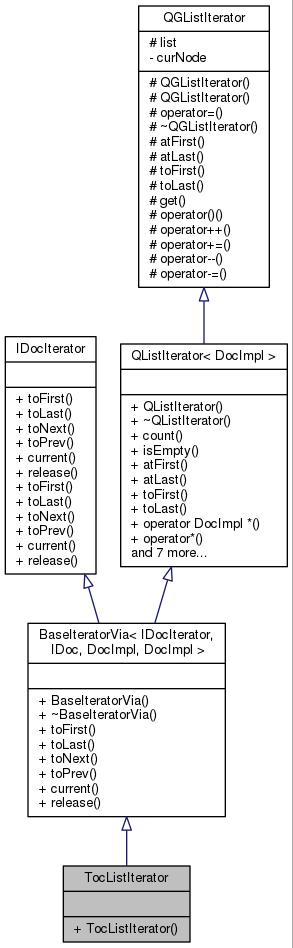 QGListIterator
# list
- curNode
# QGListIterator()
# QGListIterator()
# operator=()
# ~QGListIterator()
# atFirst()
# atLast()
# toFirst()
# toLast()
# get()
# operator()()
# operator++()
# operator+=()
# operator--()
# operator-=()
IDocIterator
+ toFirst()
+ toLast()
+ toNext()
+ toPrev()
+ current()
+ release()
+ toFirst()
+ toLast()
+ toNext()
+ toPrev()
+ current()
+ release()
QListIterator< DocImpl >
+ QListIterator()
+ ~QListIterator()
+ count()
+ isEmpty()
+ atFirst()
+ atLast()
+ toFirst()
+ toLast()
+ operator DocImpl *()
+ operator*()
and 7 more...
BaseIteratorVia< IDocIterator,
IDoc, DocImpl, DocImpl >
+ BaseIteratorVia()
+ ~BaseIteratorVia()
+ toFirst()
+ toLast()
+ toNext()
+ toPrev()
+ current()
+ release()
TocListIterator
+ TocListIterator()